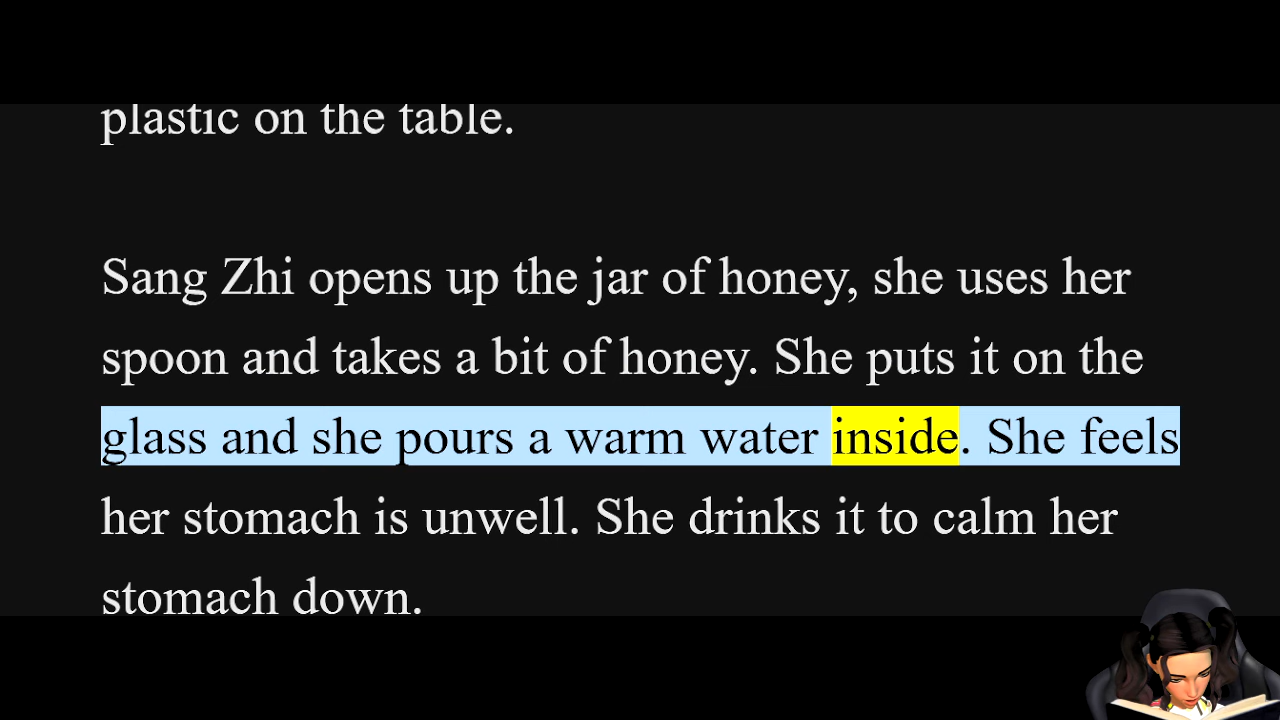 plastic on the table.
Sang Zhi opens up the jar of honey, she uses her
spoon and takes a bit of honey. She puts it on the
glass and she pours a warm water inside. She feels
her stomach is unwell. She drinks it to calm her
stomach down.